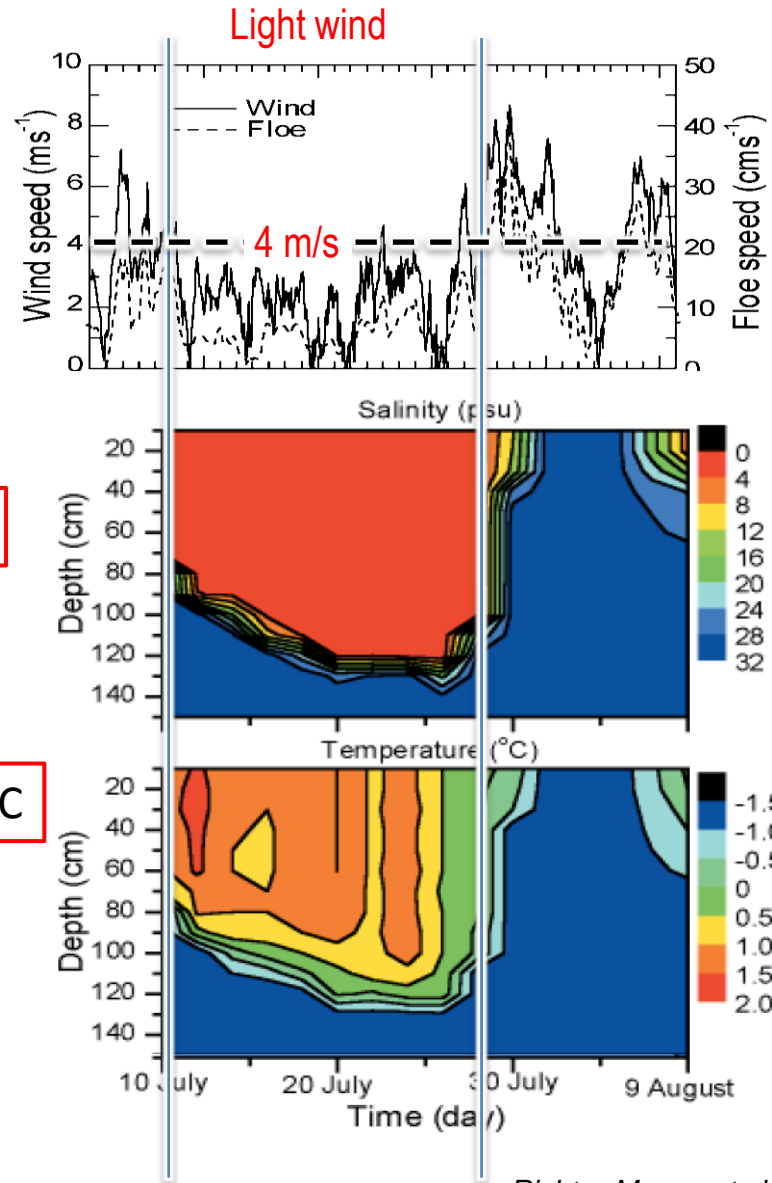 Light wind
10
8
6
4
2
0
Wind speed (ms⁻¹)
Wind
Floe
4 m/s
50
40
30
20
10
0
Floe speed (cms⁻¹)
Salinity (psu)
20
40
60
80
100
120
140
Depth (cm)
0
4
8
12
16
20
24
28
32
Temperature (°C)
C
20
40
60
80
100
120
140
Depth (cm)
-1.5
-1.0
-0.5
0
0.5
1.0
1.5
2.0
10 July
20 July
30 July
9 August
Time (day)